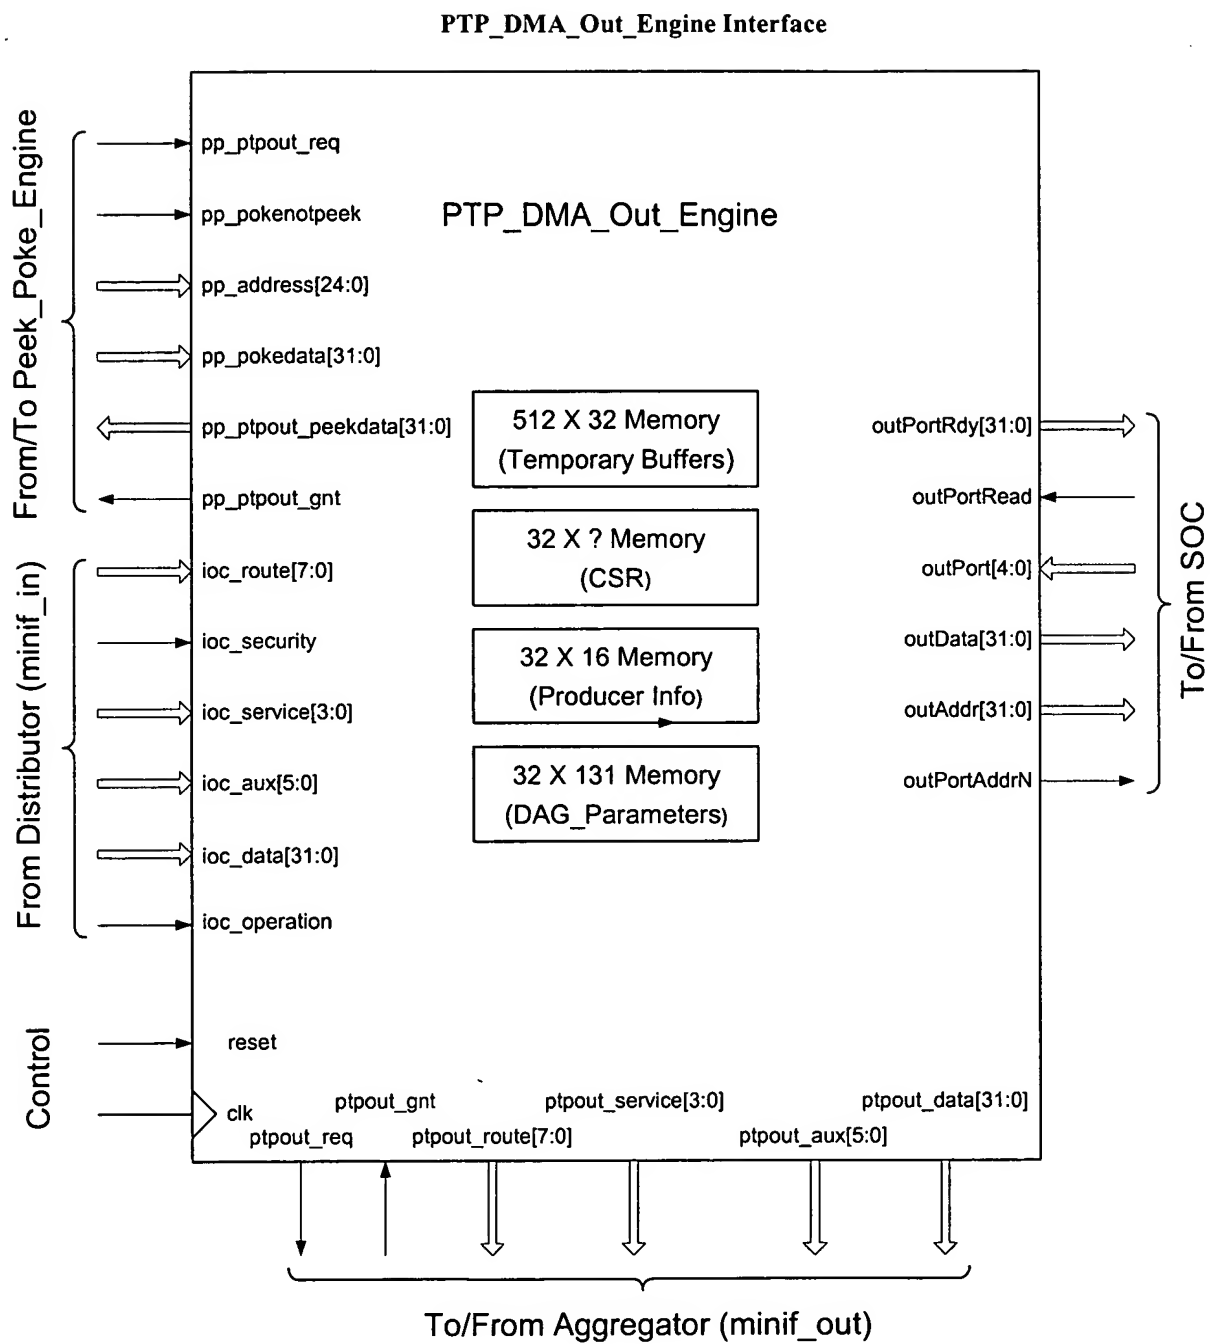 PTP_DMA_Out_Engine Interface
From/To Peek_Poke_Engine
pp_ptpout_req
pp_pokenotpeek
PTP_DMA_Out_Engine
pp_address[24:0]
pp_pokedata[31:0]
pp_ptpout_peekdata[31:0]
pp_ptpout_gnt
From Distributor (minif_in)
ioc_route[7:0]
ioc_security
ioc_service[3:0]
ioc_aux[5:0]
ioc_data[31:0]
ioc_operation
512 X 32 Memory
(Temporary Buffers)
32 X ? Memory
(CSR)
32 X 16 Memory
(Producer Info)
32 X 131 Memory
(DAG_Parameters)
outPortRdy[31:0]
outPortRead
outPort[4:0]
outData[31:0]
outAddr[31:0]
outPortAddrN
To/From SOC
Control
reset
clk
ptpout_gnt
ptpout_service[3:0]
ptpout_data[31:0]
ptpout_req
ptpout_route[7:0]
ptpout_aux[5:0]
To/From Aggregator (minif_out)